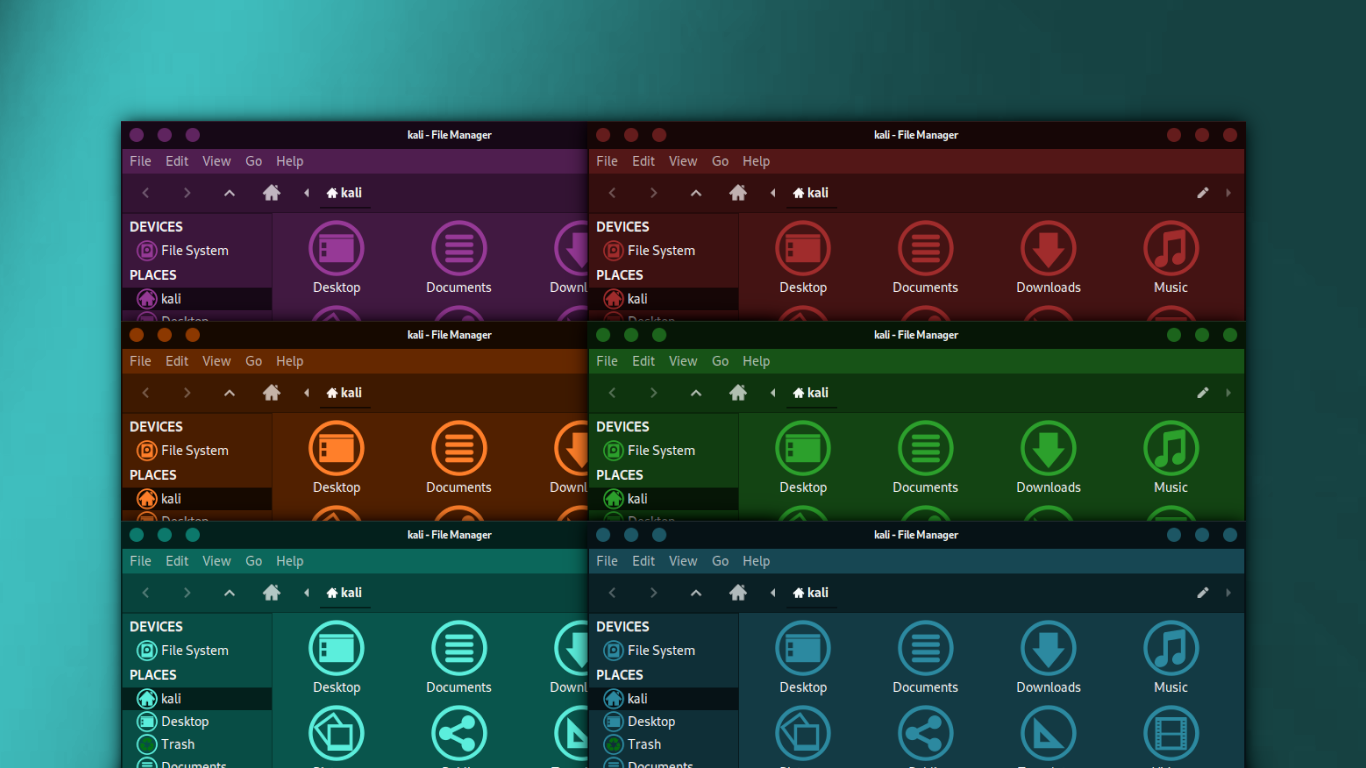 kali - File Manager
File Edit View Go Help
kali
DEVICES
File System
PLACES
kali
Desktop
Desktop Documents Downl
kali - File Manager
File Edit View Go Help
kali
DEVICES
File System
PLACES
kali
Desktop
Desktop Documents Downloads Music
kali - File Manager
File Edit View Go Help
kali
DEVICES
File System
PLACES
kali
Desktop
Desktop Documents Downl
kali - File Manager
File Edit View Go Help
kali
DEVICES
File System
PLACES
kali
Desktop
Desktop Documents Downloads Music
kali - File Manager
File Edit View Go Help
kali
DEVICES
File System
PLACES
kali
Desktop
Trash
Documents
Desktop Documents Downl
kali - File Manager
File Edit View Go Help
kali
DEVICES
File System
PLACES
kali
Desktop
Trash
Documents
Desktop Documents Downloads Music